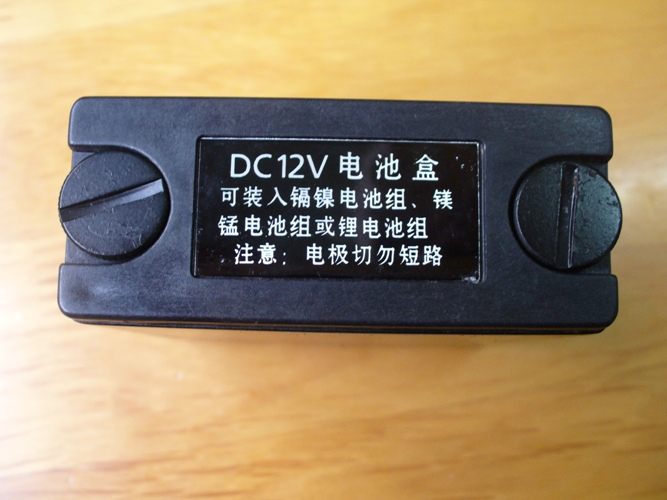 DC12V 电池盒
可装入镉镍电池组、镁
锰电池组或锂电池组
注意：电极切勿短路